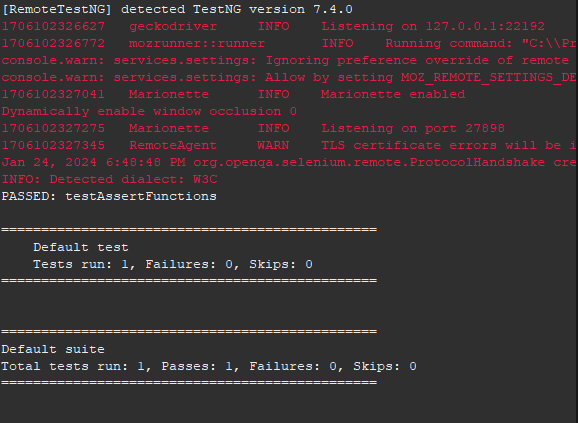 [RemoteTestNG] detected TestNG version 7.4.0
1706102326627 geckodriver INFO Listening on 127.0.0.1:22192
1706102326772 mozrunner::runner INFO Running command: "C:\\Pr
console.warn: services.settings: Ignoring preference override of remote
console.warn: services.settings: Allow by setting MOZ_REMOTE_SETTINGS_DE
1706102327041 Marionette INFO Marionette enabled
Dynamically enable window occlusion 0
1706102327275 Marionette INFO Listening on port 27898
1706102327345 RemoteAgent WARN TLS certificate errors will be i
Jan 24, 2024 6:48:48 PM org.openqa.selenium.remote.ProtocolHandshake cre
INFO: Detected dialect: W3C
PASSED: testAssertFunctions
===============================================
Default test
Tests run: 1, Failures: 0, Skips: 0
===============================================
===============================================
Default suite
Total tests run: 1, Passes: 1, Failures: 0, Skips: 0
===============================================